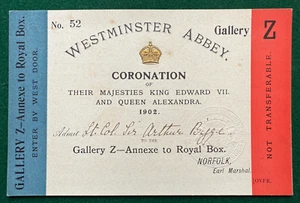 No. 52
Gallery Z
WESTMINSTER ABBEY.
CORONATION
OF
THEIR MAJESTIES KING EDWARD VII.
AND QUEEN ALEXANDRA.
1902.
Admit Lt. Col. Sir Arthur Bigge
TO THE
Gallery Z—Annexe to Royal Box.
NORFOLK,
Earl Marshal.
OVER.
GALLERY Z—Annexe to Royal Box.
ENTER BY WEST DOOR.
NOT TRANSFERABLE.